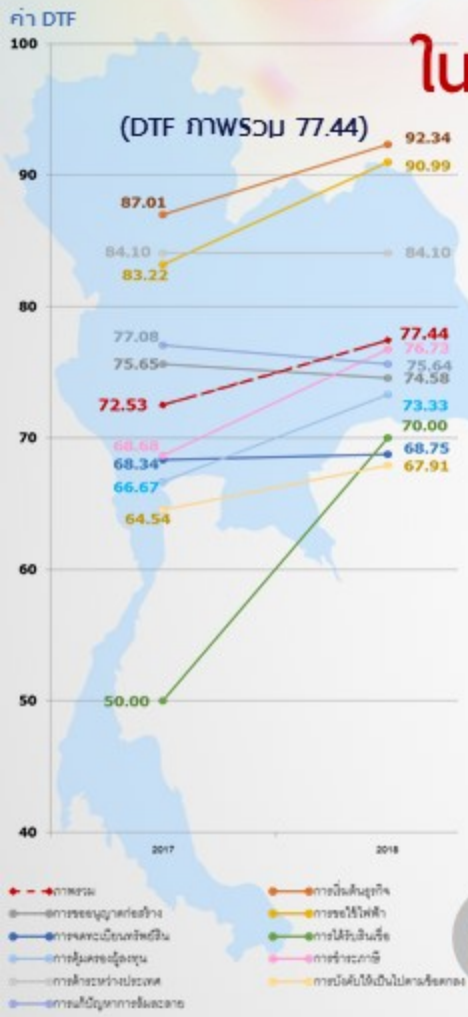 ค่า DTF
100
ใน
(DTF ภาพรวม 77.44)
92.34
90
90.99
87.01
84.10
84.10
83.22
80
77.08
77.44
76.73
75.65
75.64
74.58
72.53
73.33
70
70.00
68.68
68.34
68.75
66.67
67.91
64.54
60
50
50.00
40
2017
2018
ภาพรวม
การเริ่มต้นธุรกิจ
การขออนุญาตก่อสร้าง
การขอใช้ไฟฟ้า
การจดทะเบียนทรัพย์สิน
การได้รับสินเชื่อ
การคุ้มครองผู้ลงทุน
การชำระภาษี
การค้าระหว่างประเทศ
การบังคับให้เป็นไปตามข้อตกลง
การแก้ปัญหาการล้มละลาย